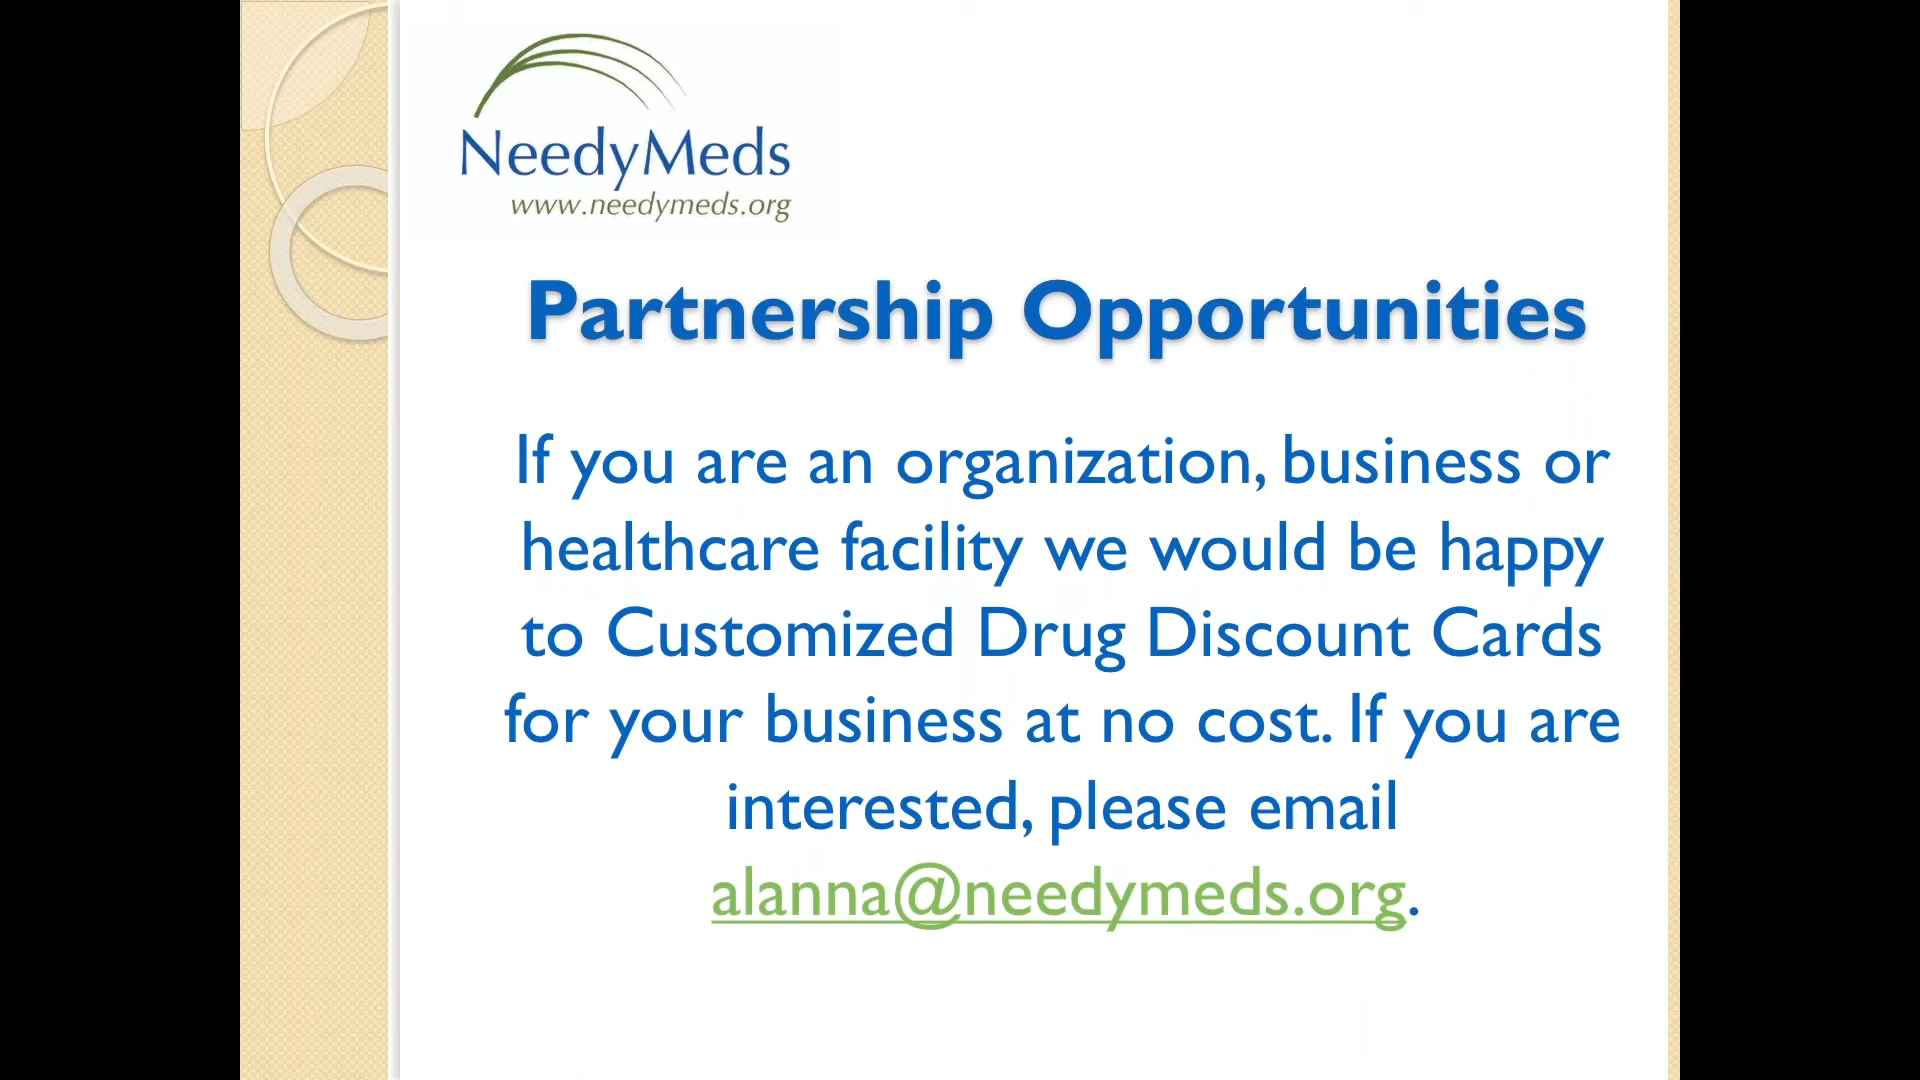 NeedyMeds
www.needymeds.org
Partnership Opportunities
If you are an organization, business or
healthcare facility we would be happy
to Customized Drug Discount Cards
for your business at no cost. If you are
interested, please email
alanna@needymeds.org.